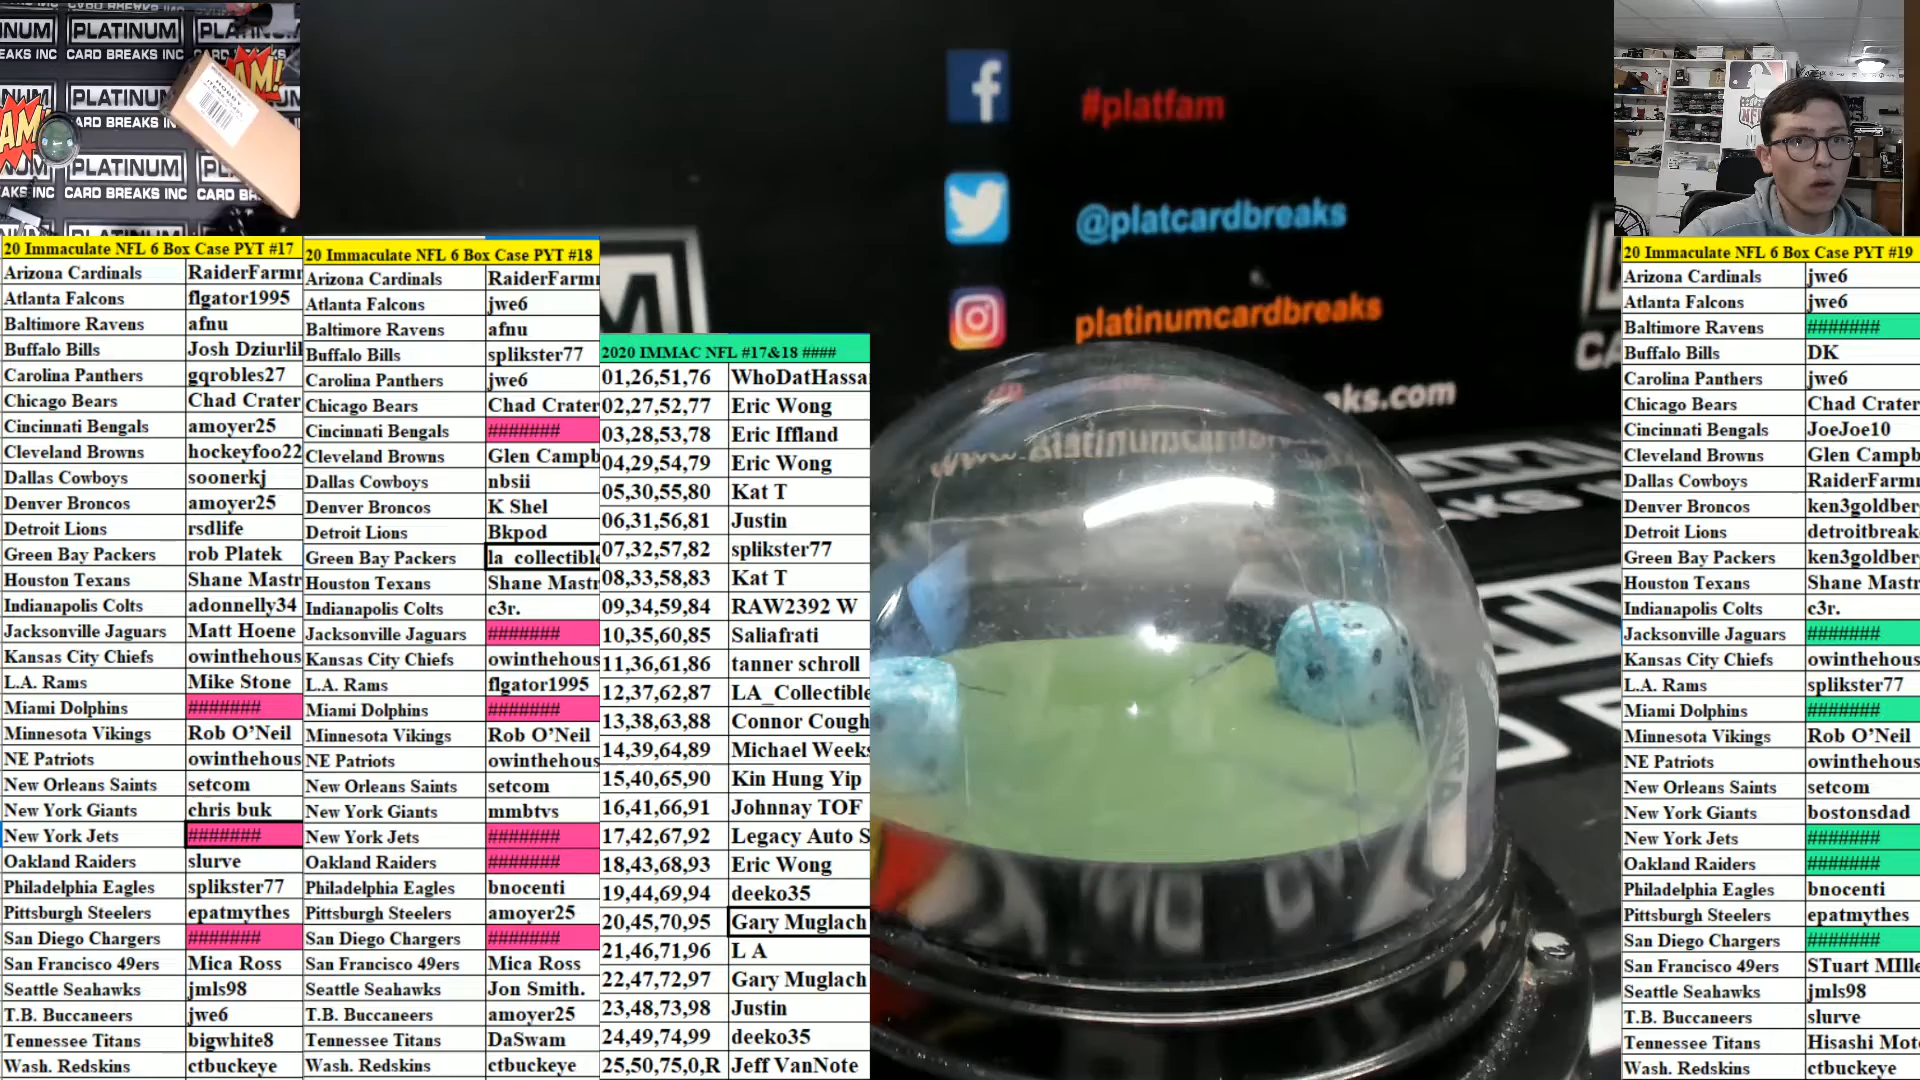 PLATINUM
CARD BREAKS INC
HOBBY
AM!
#platfam
@platcardbreaks
platinumcardbreaks
20 Immaculate NFL 6 Box Case PYT #17
Arizona Cardinals RaiderFarmr
Atlanta Falcons flgator1995
Baltimore Ravens afnu
Buffalo Bills Josh Dziurlil
Carolina Panthers gqrobles27
Chicago Bears Chad Crater
Cincinnati Bengals amoyer25
Cleveland Browns hockeyfoo22
Dallas Cowboys soonerkj
Denver Broncos amoyer25
Detroit Lions rsdlife
Green Bay Packers rob Platek
Houston Texans Shane Mastr
Indianapolis Colts adonnelly34
Jacksonville Jaguars Matt Hoene
Kansas City Chiefs owinthehous
L.A. Rams Mike Stone
Miami Dolphins #######
Minnesota Vikings Rob O’Neil
NE Patriots owinthehous
New Orleans Saints setcom
New York Giants chris buk
New York Jets #######
Oakland Raiders slurve
Philadelphia Eagles splikster77
Pittsburgh Steelers epatmythes
San Diego Chargers #######
San Francisco 49ers Mica Ross
Seattle Seahawks jmls98
T.B. Buccaneers jwe6
Tennessee Titans bigwhite8
Wash. Redskins ctbuckeye
20 Immaculate NFL 6 Box Case PYT #18
Arizona Cardinals RaiderFarmr
Atlanta Falcons jwe6
Baltimore Ravens afnu
Buffalo Bills splikster77
Carolina Panthers jwe6
Chicago Bears Chad Crater
Cincinnati Bengals #######
Cleveland Browns Glen Campb
Dallas Cowboys nbsii
Denver Broncos K Shel
Detroit Lions Bkpod
Green Bay Packers la_collectible
Houston Texans Shane Mastr
Indianapolis Colts c3r.
Jacksonville Jaguars #######
Kansas City Chiefs owinthehous
L.A. Rams flgator1995
Miami Dolphins #######
Minnesota Vikings Rob O’Neil
NE Patriots owinthehous
New Orleans Saints setcom
New York Giants mmbtvs
New York Jets #######
Oakland Raiders #######
Philadelphia Eagles bnocenti
Pittsburgh Steelers amoyer25
San Diego Chargers #######
San Francisco 49ers Mica Ross
Seattle Seahawks Jon Smith.
T.B. Buccaneers amoyer25
Tennessee Titans DaSwam
Wash. Redskins ctbuckeye
2020 IMMAC NFL #17&18 ####
01,26,51,76 WhoDatHassa
02,27,52,77 Eric Wong
03,28,53,78 Eric Iffland
04,29,54,79 Eric Wong
05,30,55,80 Kat T
06,31,56,81 Justin
07,32,57,82 splikster77
08,33,58,83 Kat T
09,34,59,84 RAW2392 W
10,35,60,85 Saliafrati
11,36,61,86 tanner schroll
12,37,62,87 LA_Collectible
13,38,63,88 Connor Cough
14,39,64,89 Michael Weeks
15,40,65,90 Kin Hung Yip
16,41,66,91 Johnnay TOF
17,42,67,92 Legacy Auto S
18,43,68,93 Eric Wong
19,44,69,94 deeko35
20,45,70,95 Gary Muglach
21,46,71,96 L A
22,47,72,97 Gary Muglach
23,48,73,98 Justin
24,49,74,99 deeko35
25,50,75,0,R Jeff VanNote
20 Immaculate NFL 6 Box Case PYT #19
Arizona Cardinals jwe6
Atlanta Falcons jwe6
Baltimore Ravens #######
Buffalo Bills DK
Carolina Panthers jwe6
Chicago Bears Chad Crater
Cincinnati Bengals JoeJoe10
Cleveland Browns Glen Campb
Dallas Cowboys RaiderFarmr
Denver Broncos ken3goldber
Detroit Lions detroitbreak
Green Bay Packers ken3goldber
Houston Texans Shane Mastr
Indianapolis Colts c3r.
Jacksonville Jaguars #######
Kansas City Chiefs owinthehous
L.A. Rams splikster77
Miami Dolphins #######
Minnesota Vikings Rob O’Neil
NE Patriots owinthehous
New Orleans Saints setcom
New York Giants bostonsdad
New York Jets #######
Oakland Raiders #######
Philadelphia Eagles bnocenti
Pittsburgh Steelers epatmythes
San Diego Chargers #######
San Francisco 49ers STuart MIlle
Seattle Seahawks jmls98
T.B. Buccaneers slurve
Tennessee Titans Hisashi Mot
Wash. Redskins ctbuckeye